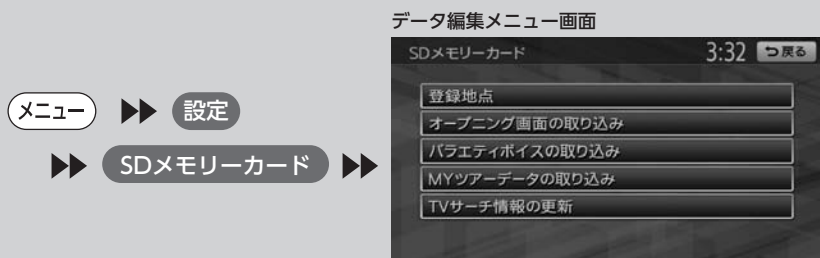 データ編集メニュー画面
メニュー ▶▶ 設定
▶▶ SDメモリーカード ▶▶
SDメモリーカード 3:32 戻る
登録地点
オープニング画面の取り込み
バラエティボイスの取り込み
MYツアーデータの取り込み
TVサーチ情報の更新